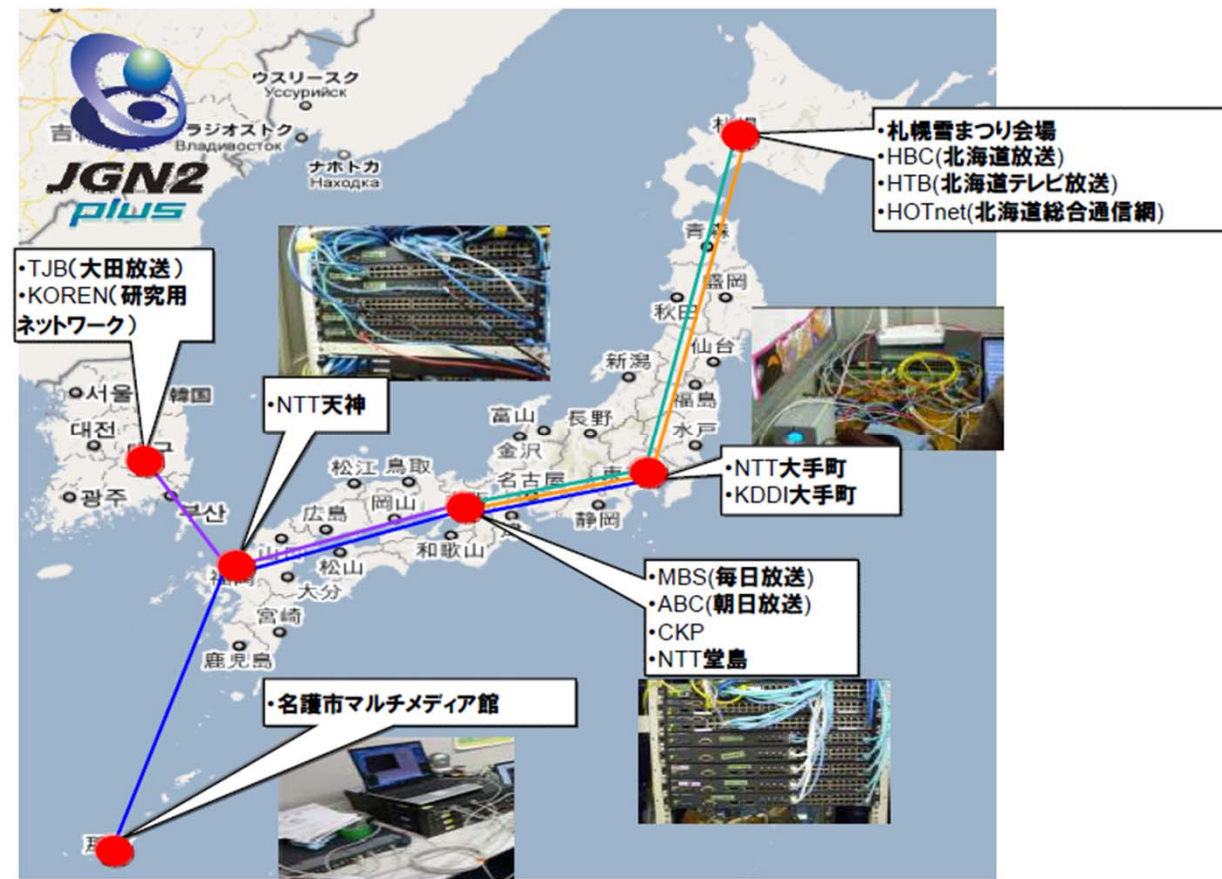 ウスリースク
Уссурийск
ラジオストク
Владивосток
ナホトカ
Находка
JGN2
plus
・札幌雪まつり会場
・HBC(北海道放送)
・HTB(北海道テレビ放送)
・HOTnet(北海道総合通信網)
青森
・TJB(大田放送)
・KOREN(研究用
ネットワーク)
盛岡
秋田
仙台
新潟
서울
韓国
・NTT天神
福島
대전
富山
長野
水戸
金沢
・NTT大手町
・KDDI大手町
松江
鳥取
名古屋
광주
부산
広島
岡山
静岡
和歌山
松山
大分
・MBS(毎日放送)
・ABC(朝日放送)
・CKP
・NTT堂島
宮崎
鹿児島
・名護市マルチメディア館